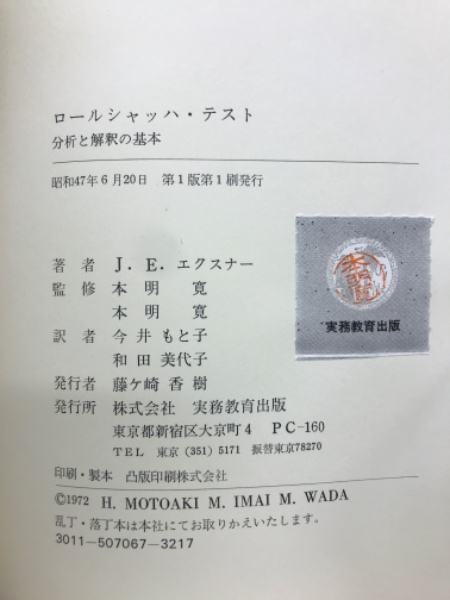 ロールシャッハ・テスト
分析と解釈の基本
昭和47年6月20日 第1版第1刷発行
著者 J. E. エクスナー
監修 本明 寛
本明 寛
訳者 今井 もと子
和田 美代子
発行者 藤ケ崎 香樹
発行所 株式会社 実務教育出版
東京都新宿区大京町4 PC-160
TEL 東京 (351) 5171 振替東京78270
印刷・製本 凸版印刷株式会社
©1972 H. MOTOAKI M. IMAI M. WADA
乱丁・落丁本は本社にてお取りかえいたします。
3011-507067-3217
実務教育出版